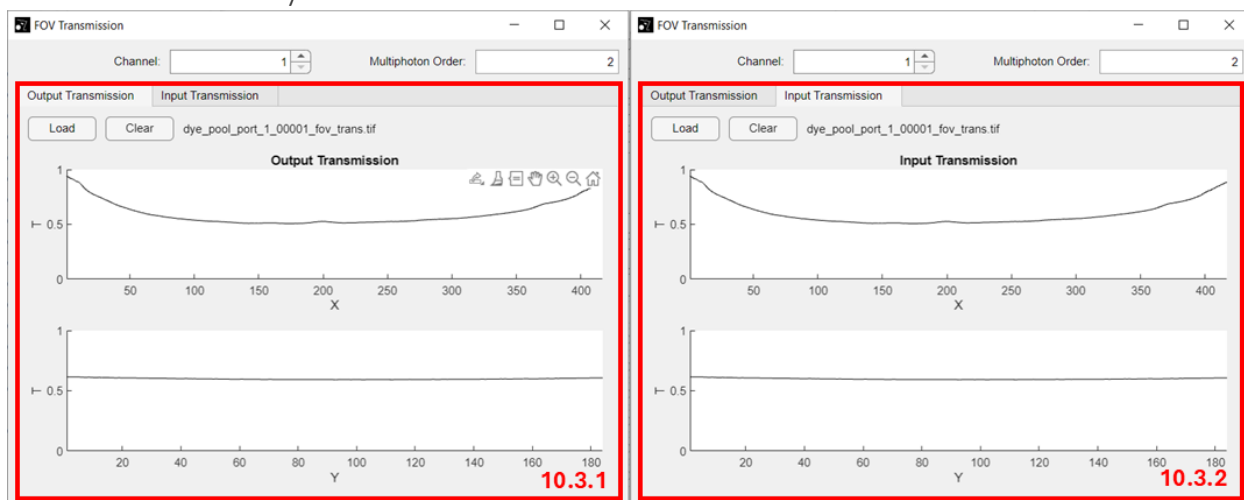 FOV Transmission
Channel: 1 Multiphoton Order: 2
Output Transmission Input Transmission
Load Clear dye_pool_port_1_00001_fov_trans.tif
Output Transmission
1
T 0.5
0
50 100 150 200 250 300 350 400
X
1
T 0.5
0
20 40 60 80 100 120 140 160 180
Y
10.3.1
FOV Transmission
Channel: 1 Multiphoton Order: 2
Output Transmission Input Transmission
Load Clear dye_pool_port_1_00001_fov_trans.tif
Input Transmission
1
T 0.5
0
50 100 150 200 250 300 350 400
X
1
T 0.5
0
20 40 60 80 100 120 140 160 180
Y
10.3.2